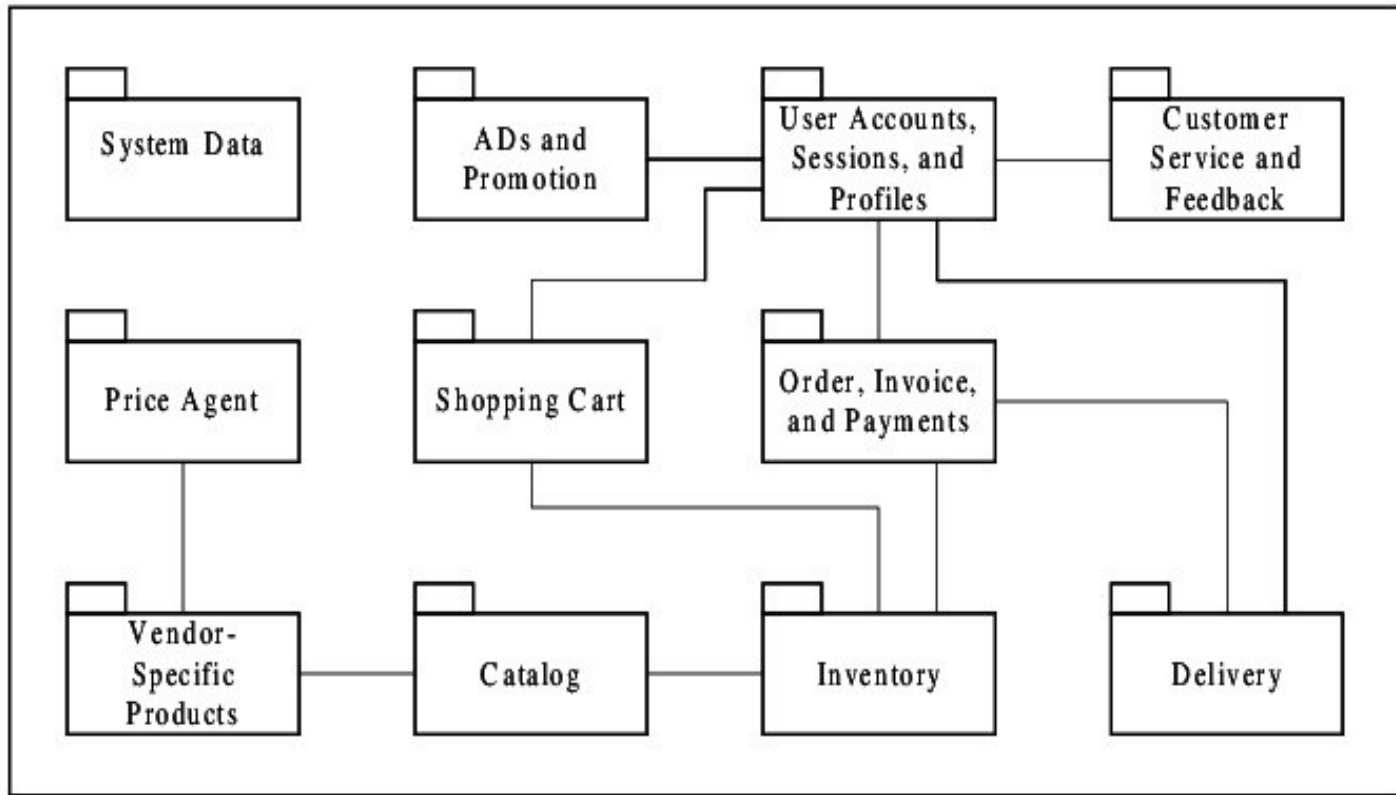 System Data
ADs and
Promotion
User Accounts,
Sessions, and
Profiles
Customer
Service and
Feedback
Price Agent
Shopping Cart
Order, Invoice,
and Payments
Vendor-
Specific
Products
Catalog
Inventory
Delivery